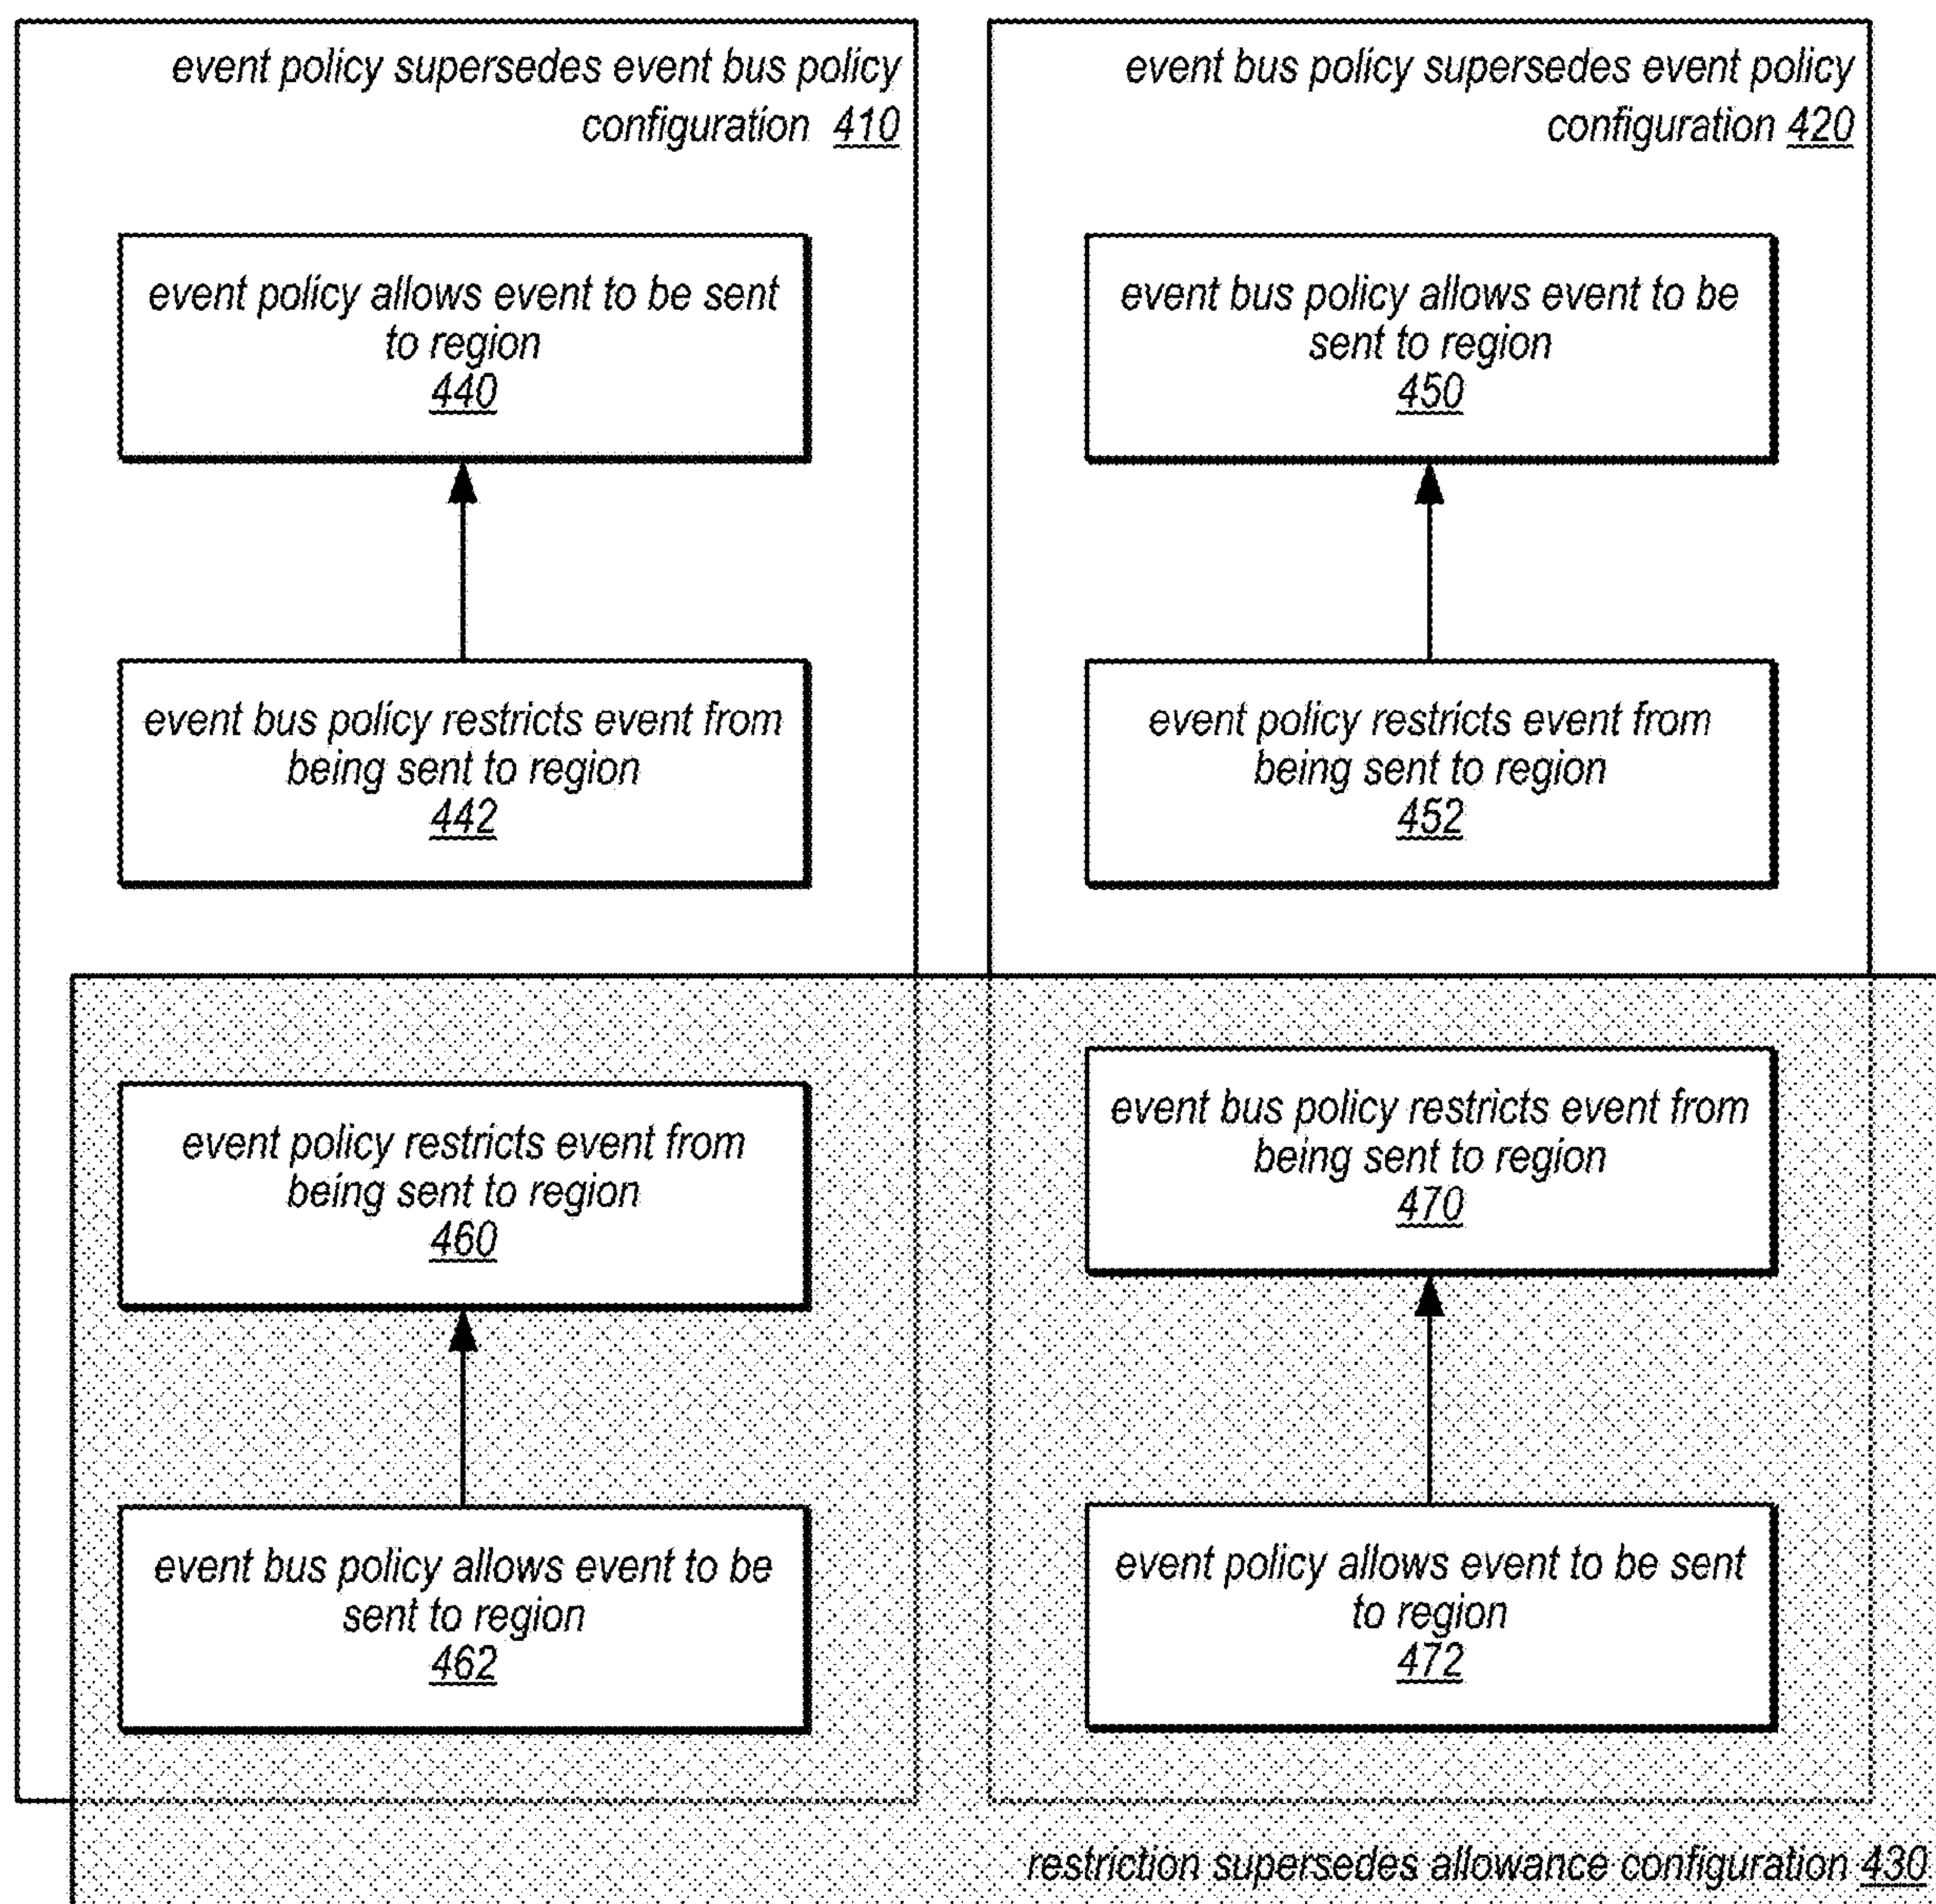 event policy supersedes event bus policy
configuration 410
event policy allows event to be sent
to region
440
event bus policy restricts event from
being sent to region
442
event policy restricts event from
being sent to region
460
event bus policy allows event to be
sent to region
462
event bus policy supersedes event policy
configuration 420
event bus policy allows event to be
sent to region
450
event policy restricts event from
being sent to region
452
event bus policy restricts event from
being sent to region
470
event policy allows event to be sent
to region
472
restriction supersedes allowance configuration 430